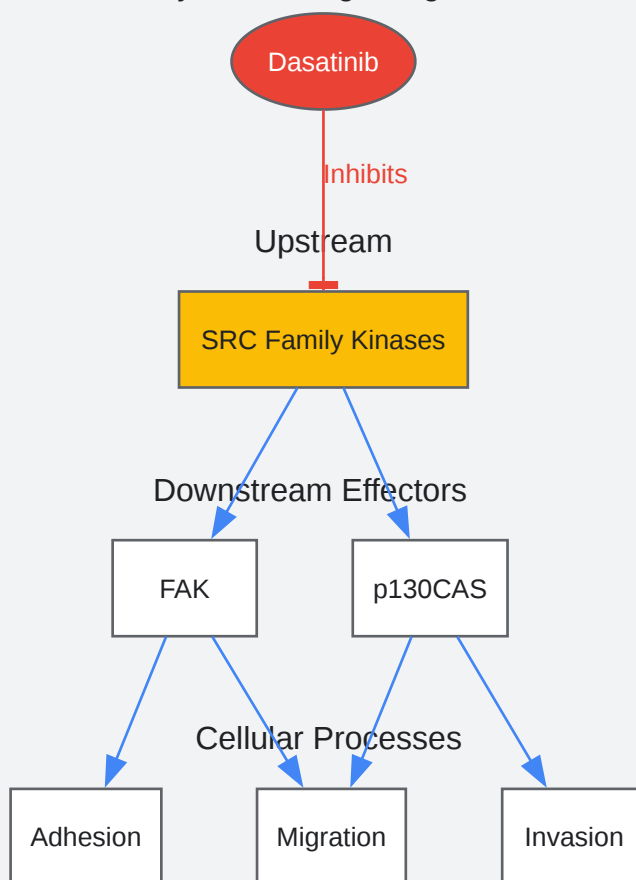 Dasatinib
Inhibits
Upstream
SRC Family Kinases
Downstream Effectors
FAK p130CAS
Cellular Processes
Adhesion Migration Invasion